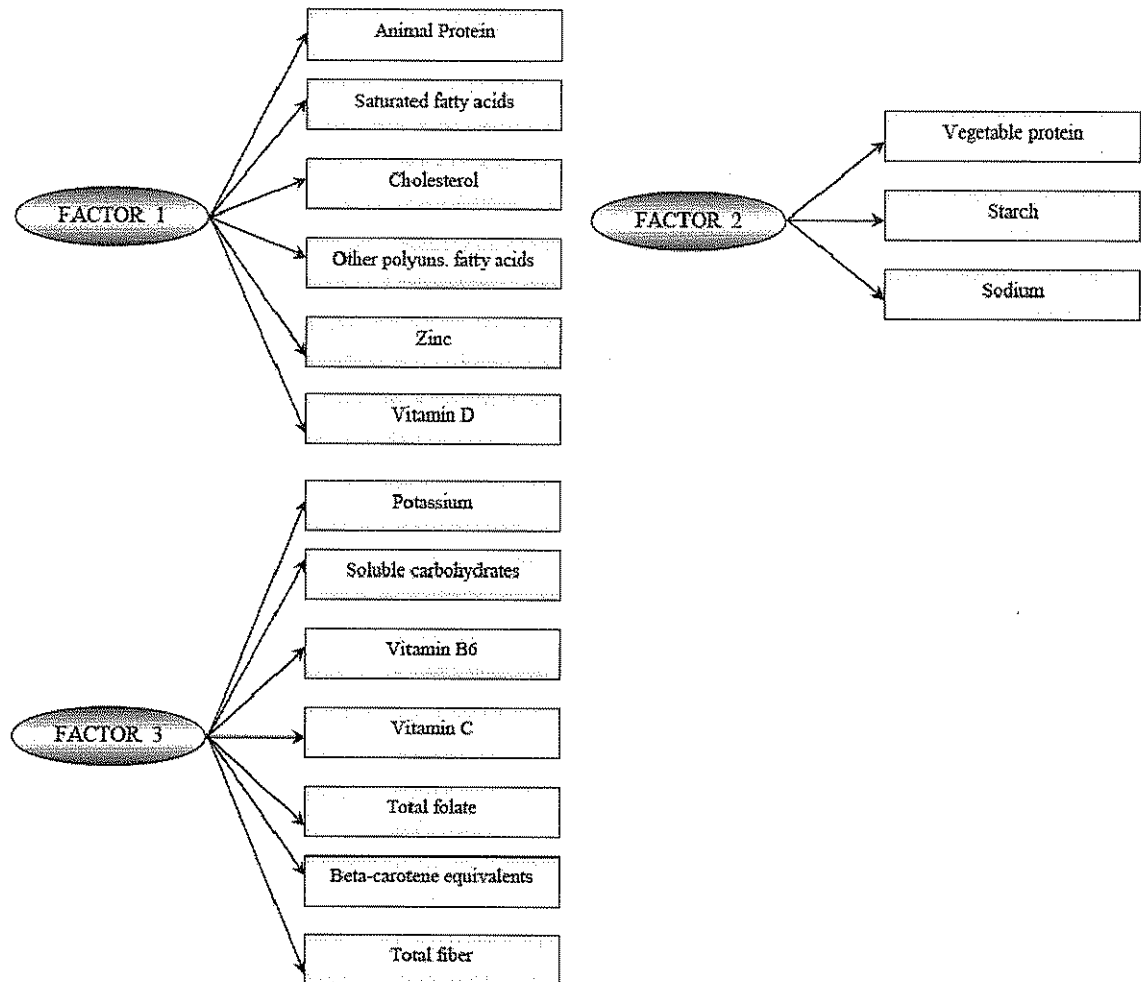 FACTOR 1
Animal Protein
Saturated fatty acids
Cholesterol
Other polyuns. fatty acids
Zinc
Vitamin D
FACTOR 2
Vegetable protein
Starch
Sodium
FACTOR 3
Potassium
Soluble carbohydrates
Vitamin B6
Vitamin C
Total folate
Beta-carotene equivalents
Total fiber